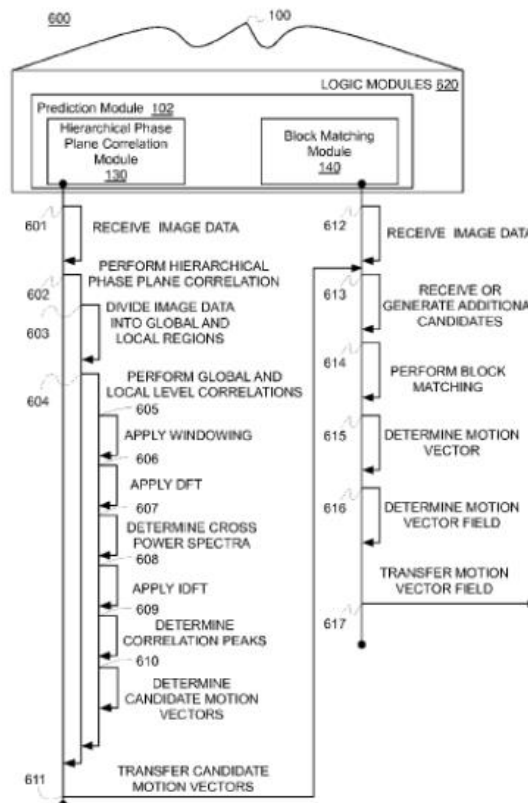 600
100
LOGIC MODULES 620
Prediction Module 102
Hierarchical Phase
Plane Correlation
Module
130
Block Matching
Module
140
601
RECEIVE IMAGE DATA
602
PERFORM HIERARCHICAL
PHASE PLANE CORRELATION
603
DIVIDE IMAGE DATA
INTO GLOBAL AND
LOCAL REGIONS
604
PERFORM GLOBAL AND
LOCAL LEVEL CORRELATIONS
605
APPLY WINDOWING
606
APPLY DFT
607
DETERMINE CROSS
POWER SPECTRA
608
APPLY IDFT
609
DETERMINE
CORRELATION PEAKS
610
DETERMINE
CANDIDATE MOTION
VECTORS
611
TRANSFER CANDIDATE
MOTION VECTORS
612
RECEIVE IMAGE DATA
613
RECEIVE OR
GENERATE ADDITIONA
CANDIDATES
614
PERFORM BLOCK
MATCHING
615
DETERMINE MOTION
VECTOR
616
DETERMINE MOTION
VECTOR FIELD
TRANSFER MOTION
VECTOR FIELD
617